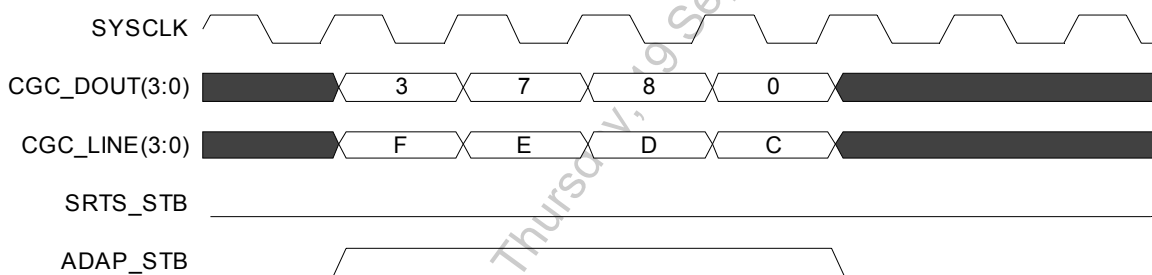 SYSCLK
CGC_DOUT(3:0) 3 7 8 0
CGC_LINE(3:0) F E D C
SRTS_STB
ADAP_STB